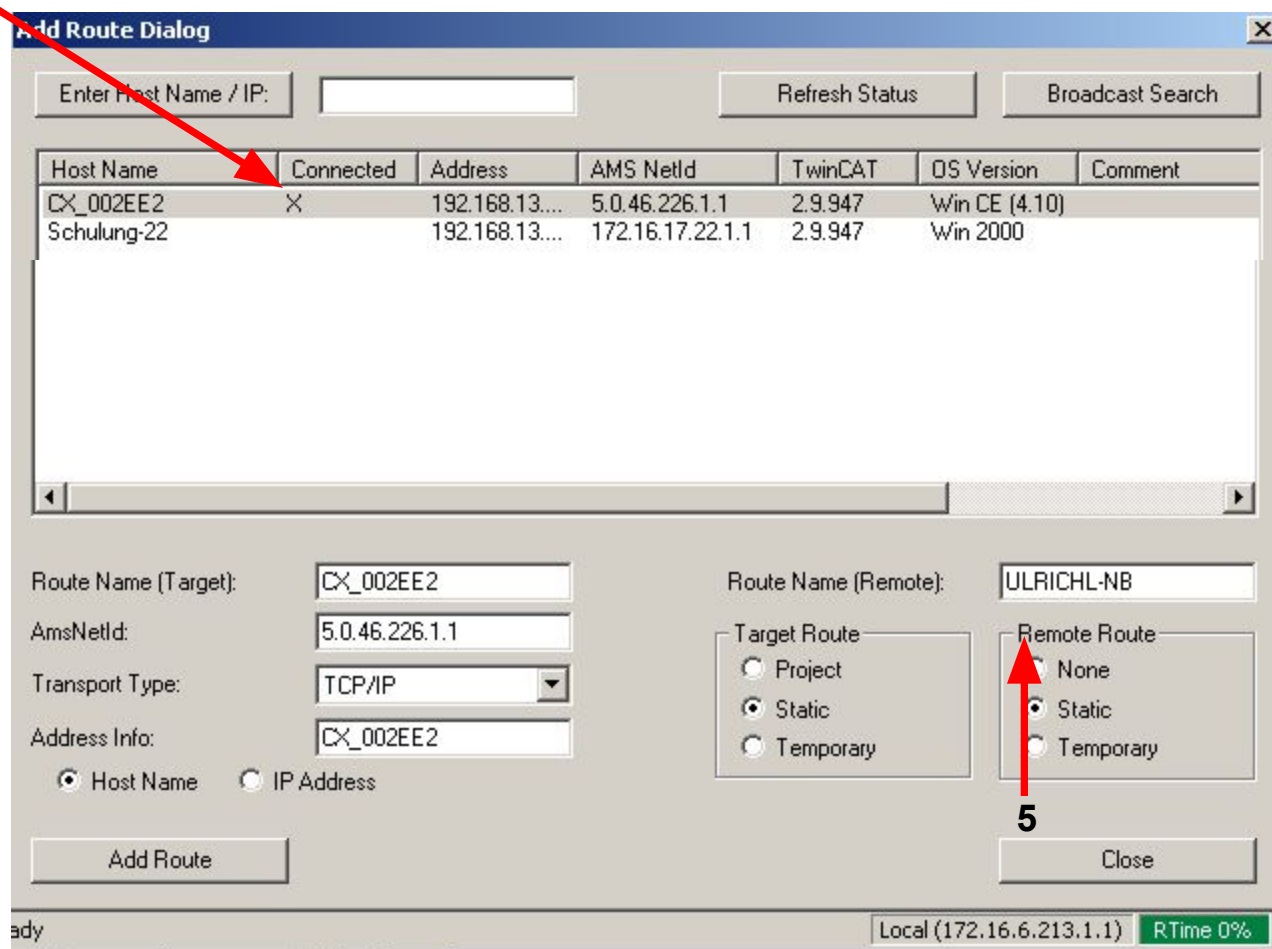 Add Route Dialog
Enter Host Name / IP: Refresh Status Broadcast Search
Host Name Connected Address AMS NetId TwinCAT OS Version Comment
CX_002EE2 X 192.168.13.... 5.0.46.226.1.1 2.9.947 Win CE (4.10)
Schulung-22 192.168.13.... 172.16.17.22.1.1 2.9.947 Win 2000
Route Name (Target): CX_002EE2 Route Name (Remote): ULRICHL-NB
AmsNetId: 5.0.46.226.1.1 Target Route Remote Route
Project None
Transport Type: TCP/IP
Static Static
Address Info: CX_002EE2
Temporary Temporary
Host Name IP Address
5
Add Route Close
ady Local (172.16.6.213.1.1) RTime 0%